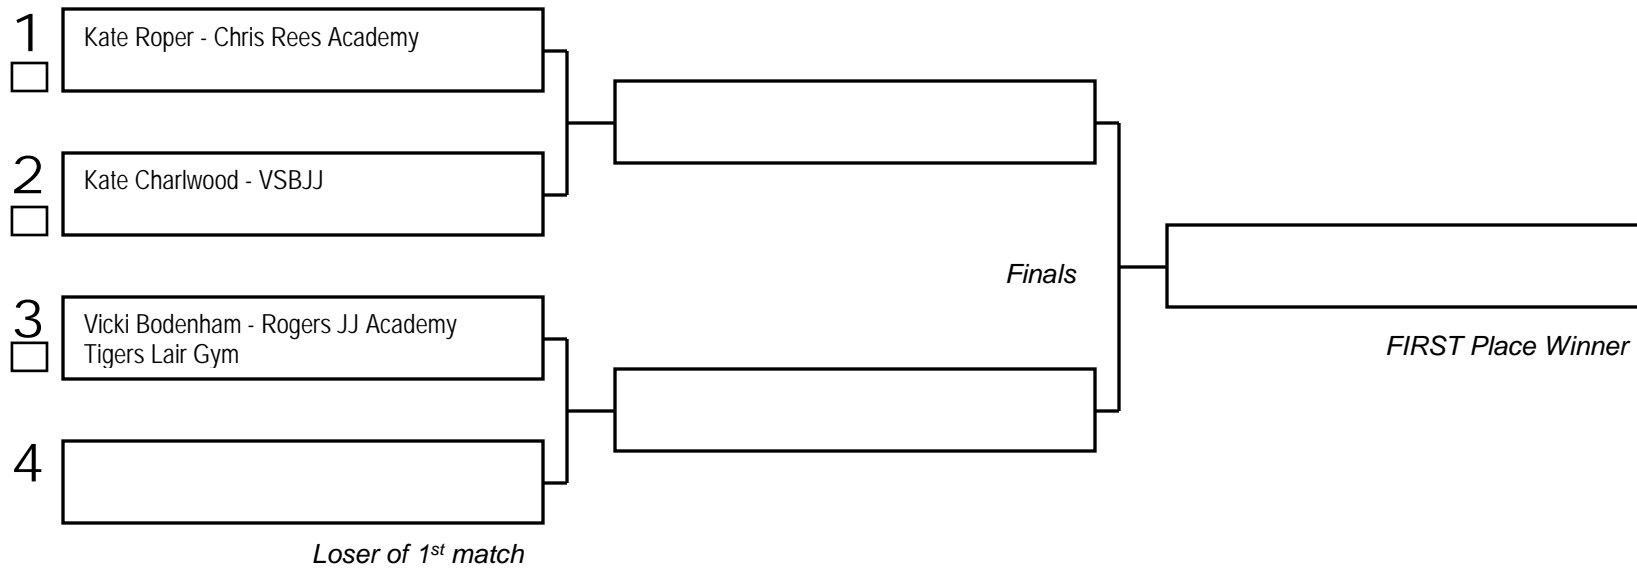 1
Kate Roper - Chris Rees Academy
2
Kate Charlwood - VSBJJ
Finals
3
Vicki Bodenham - Rogers JJ Academy
Tigers Lair Gym
FIRST Place Winner
4
Loser of 1st match